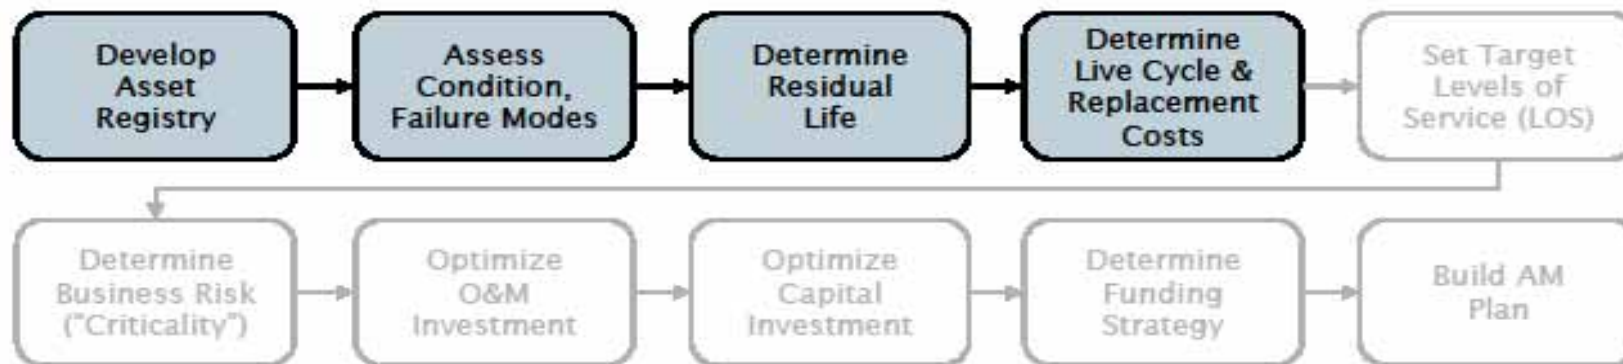 Develop
Asset
Registry
Assess
Condition,
Failure Modes
Determine
Residual
Life
Determine
Live Cycle &
Replacement
Costs
Set Target
Levels of
Service (LOS)
Determine
Business Risk
("Criticality")
Optimize
O&M
Investment
Optimize
Capital
Investment
Determine
Funding
Strategy
Build AM
Plan